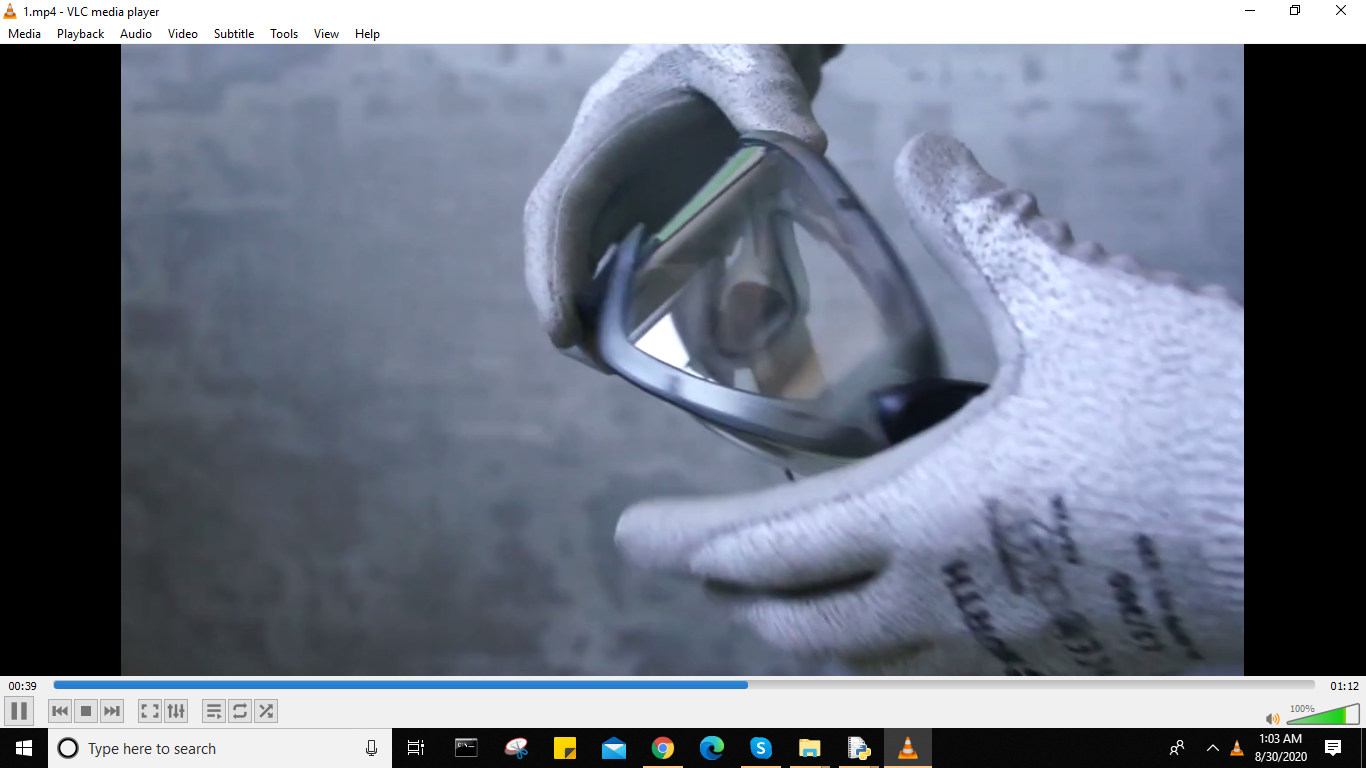 1.mp4 - VLC media player
Media Playback Audio Video Subtitle Tools View Help
00:39
01:12
100%
Type here to search
1:03 AM
8/30/2020